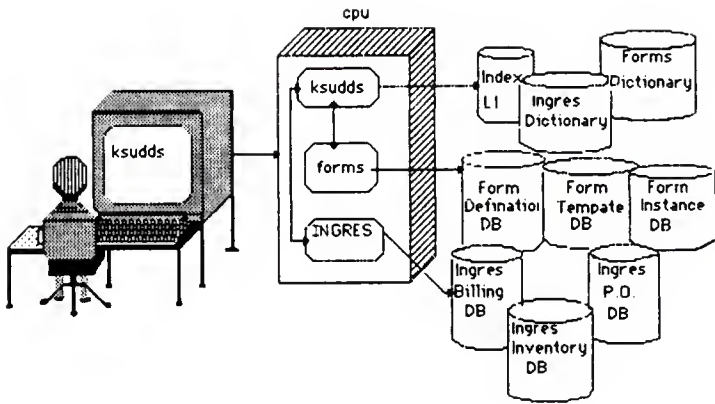 cpu
ksudds
ksudds
forms
INGRES
Index
L1
Ingres
Dictionary
Forms
Dictionary
Form
Defination
DB
Form
Tempate
DB
Form
Instance
DB
Ingres
Billing
DB
Ingres
Inventory
DB
Ingres
P.O.
DB